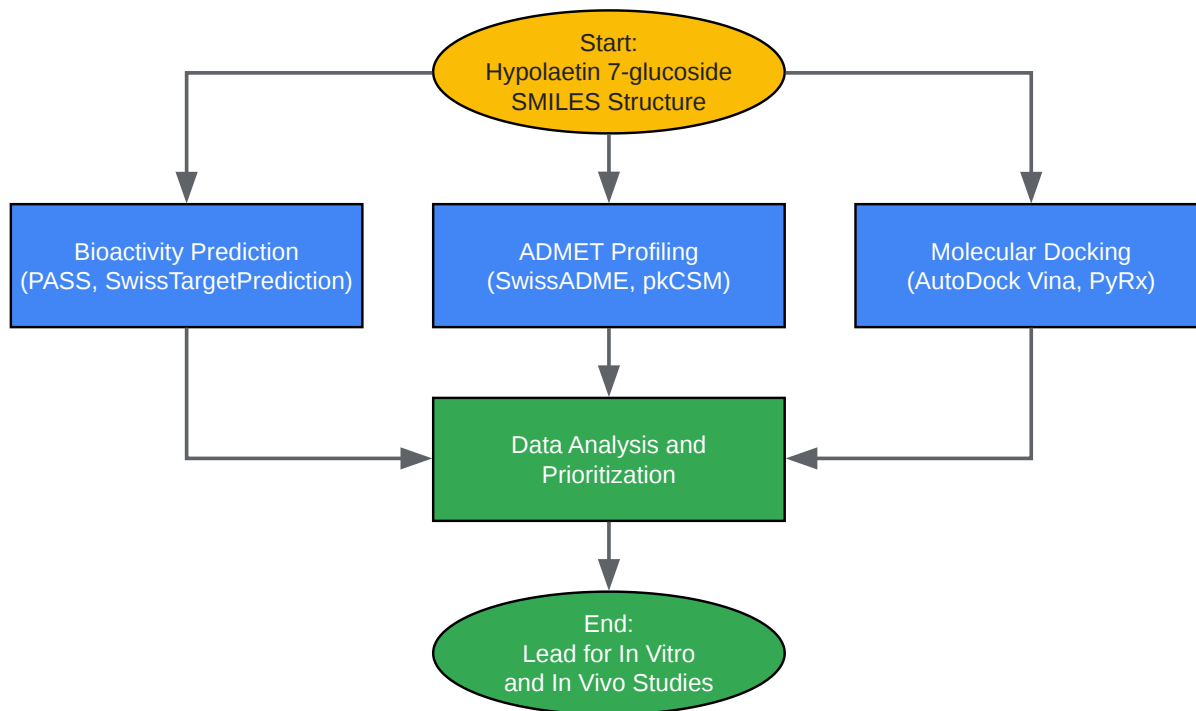 Start:
Hypolaetin 7-glucoside
SMILES Structure
Bioactivity Prediction
(PASS, SwissTargetPrediction)
ADMET Profiling
(SwissADME, pkCSM)
Molecular Docking
(AutoDock Vina, PyRx)
Data Analysis and
Prioritization
End:
Lead for In Vitro
and In Vivo Studies